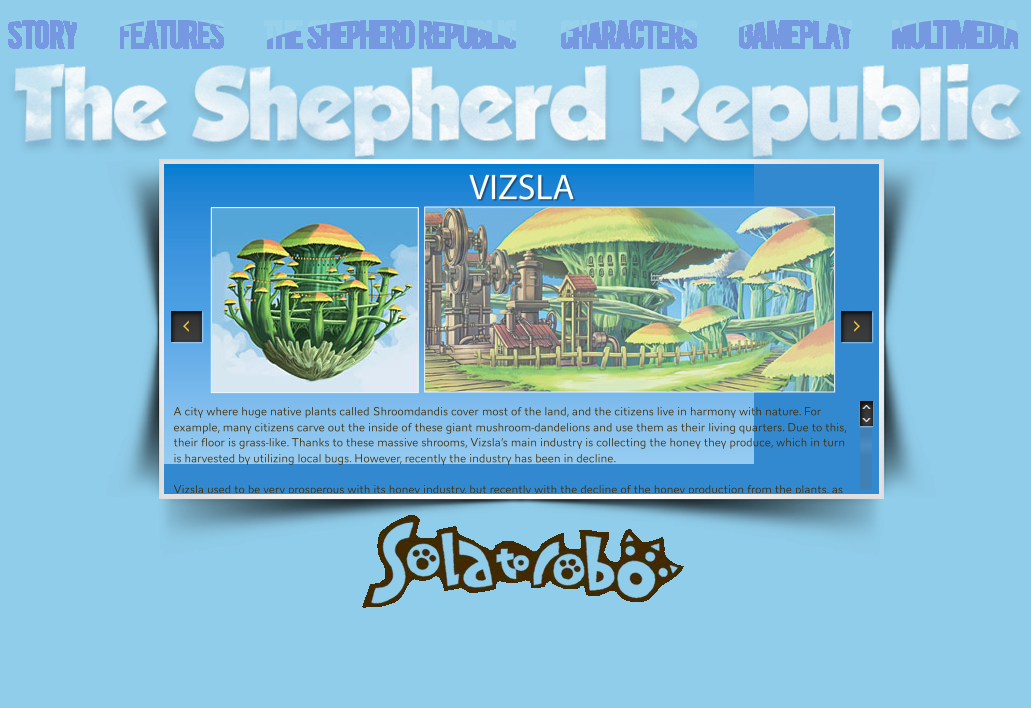 STORY FEATURES THE SHEPHERD REPUBLIC CHARACTERS GAMEPLAY MULTIMEDIA
The Shepherd Republic
VIZSLA
A city where huge native plants called Shroomdandis cover most of the land, and the citizens live in harmony with nature. For
example, many citizens carve out the inside of these giant mushroom-dandelions and use them as their living quarters. Due to this,
their floor is grass-like. Thanks to these massive shrooms, Vizsla's main industry is collecting the honey they produce, which in turn
is harvested by utilizing local bugs. However, recently the industry has been in decline.
Vizsla used to be very prosperous with its honey industry, but recently with the decline of the honey production from the plants, as
Solatorobo